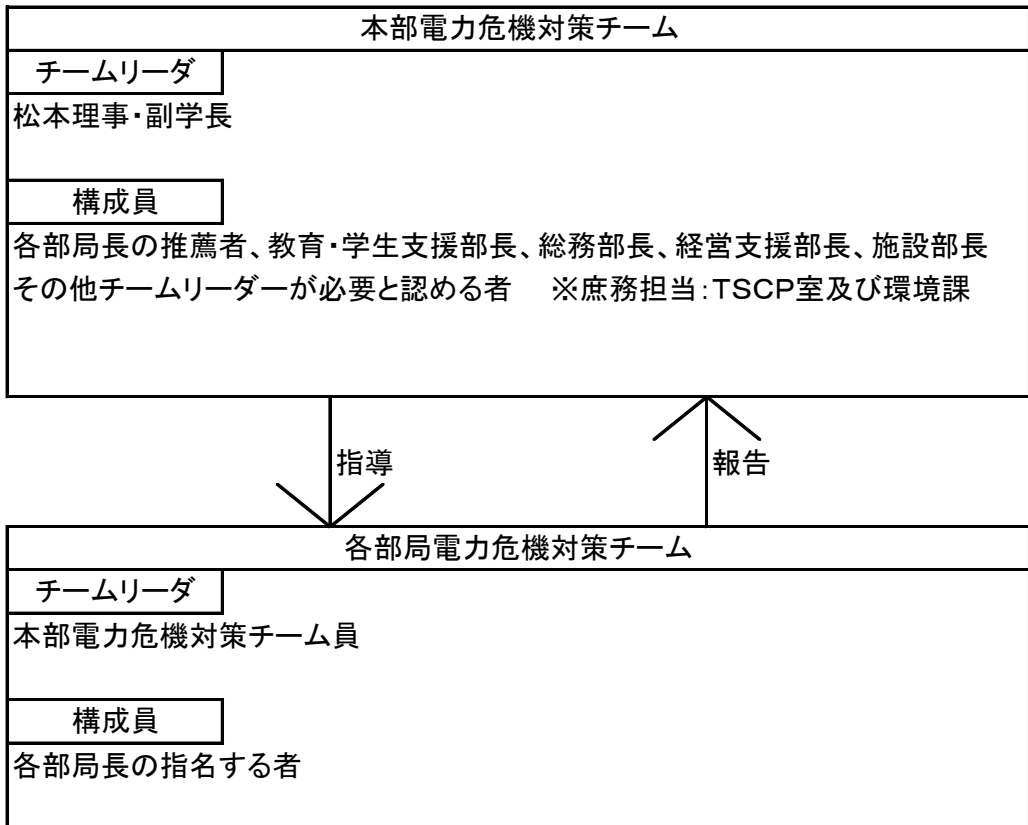 本部電力危機対策チーム
チームリーダ
松本理事・副学長
構成員
各部局長の推薦者、教育・学生支援部長、総務部長、経営支援部長、施設部長
その他チームリーダーが必要と認める者　※庶務担当：TSCP室及び環境課
指導
報告
各部局電力危機対策チーム
チームリーダ
本部電力危機対策チーム員
構成員
各部局長の指名する者